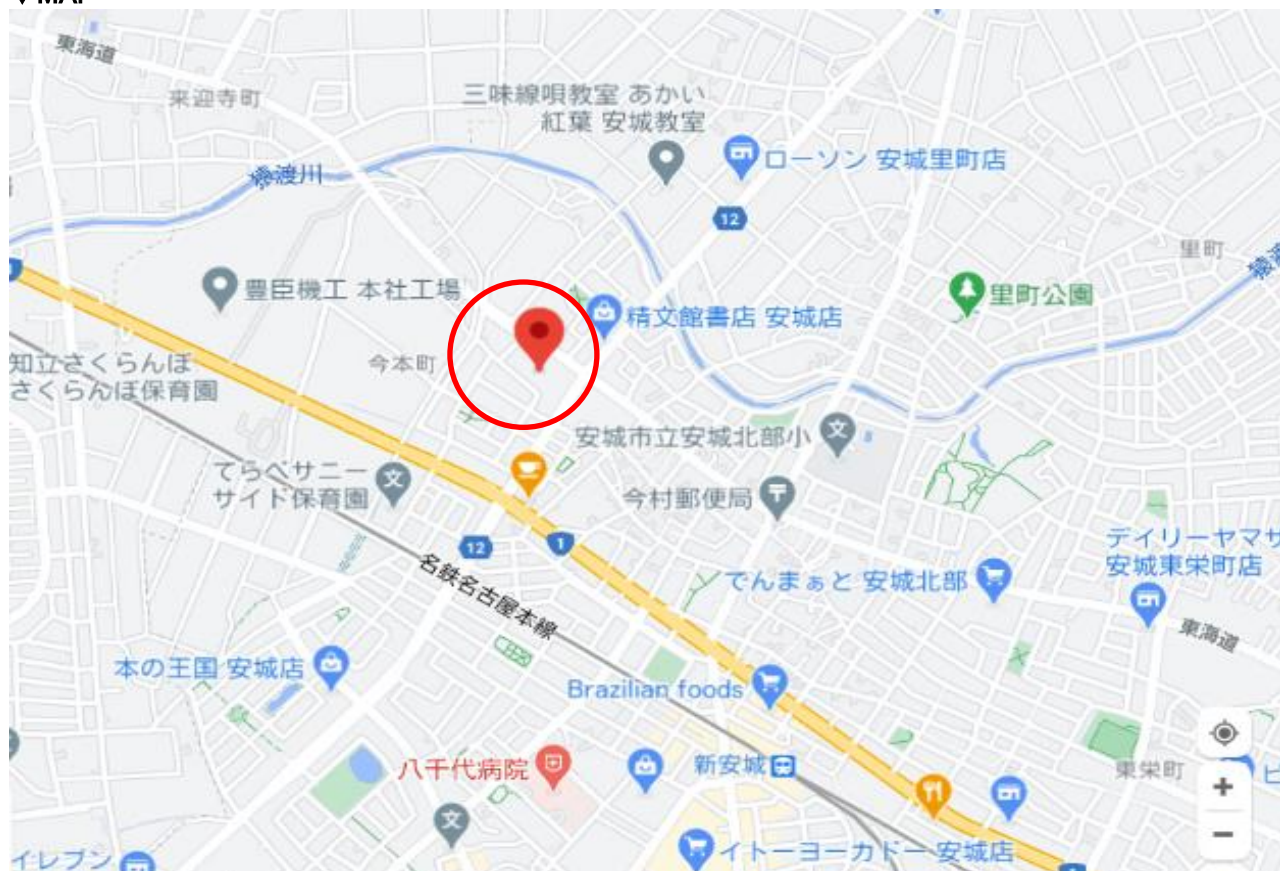 東海道
来迎寺町
三味線唄教室 あかい
紅葉 安城教室
ローソン 安城里町店
猿渡川
12
里町
豊臣機工 本社工場
里町公園
精文館書店 安城店
知立さくらんぼ
さくらんぼ保育園
今本町
安城市立安城北部小
文
てらべサニー
サイド保育園
文
今村郵便局
12
1
デイリーヤマサ
安城東栄町店
名鉄名古屋本線
でんまぁと 安城北部
東海道
本の王国 安城店
Brazilian foods
八千代病院
新安城
東栄町
ピ
+
文
イトーヨーカドー 安城店
−
イレブン